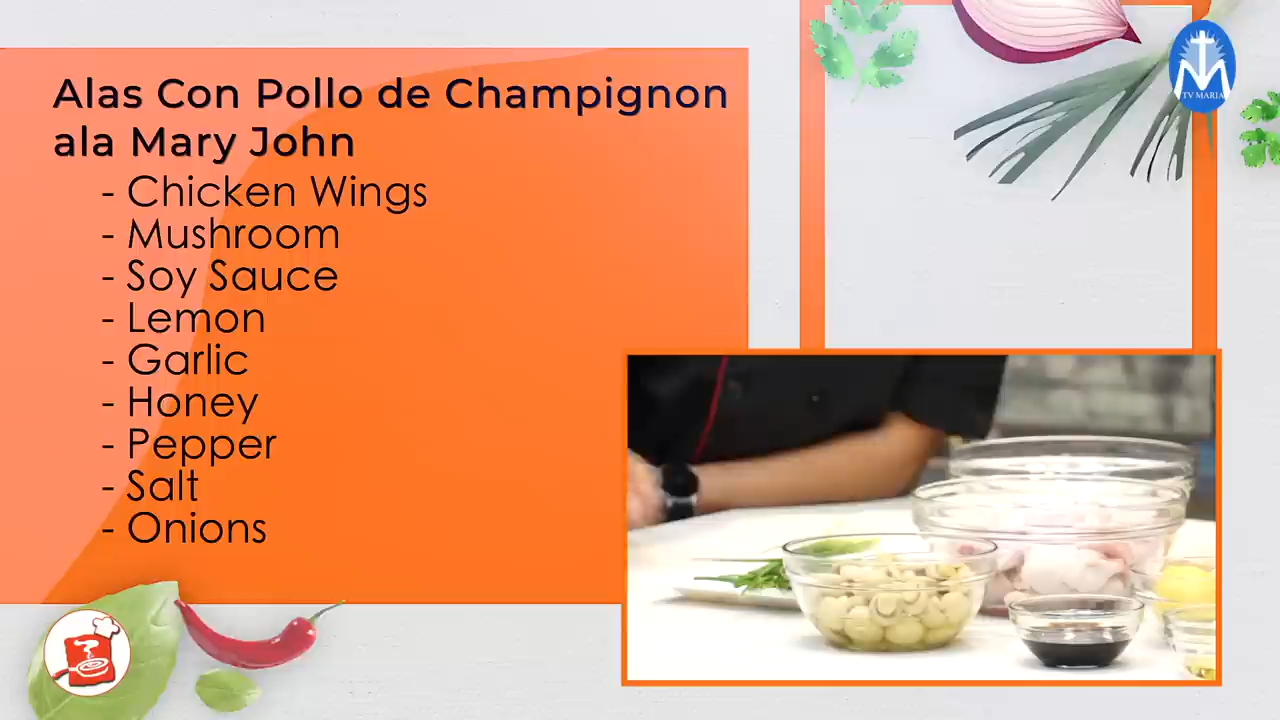 Alas Con Pollo de Champignon
ala Mary John
- Chicken Wings
- Mushroom
- Soy Sauce
- Lemon
- Garlic
- Honey
- Pepper
- Salt
- Onions
TV MARIA